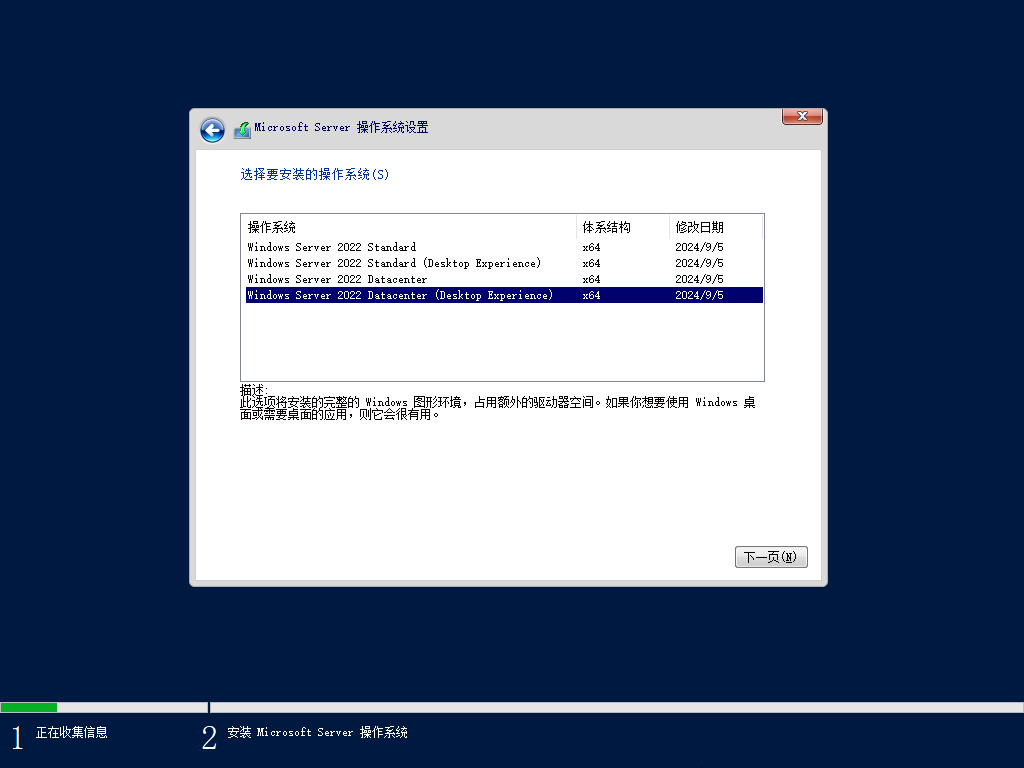 Microsoft Server 操作系统设置
选择要安装的操作系统(S)
操作系统 体系结构 修改日期
Windows Server 2022 Standard x64 2024/9/5
Windows Server 2022 Standard (Desktop Experience) x64 2024/9/5
Windows Server 2022 Datacenter x64 2024/9/5
Windows Server 2022 Datacenter (Desktop Experience) x64 2024/9/5
描述:
此选项将安装的完整的 Windows 图形环境，占用额外的驱动器空间。如果你想要使用 Windows 桌
面或需要桌面的应用，则它会很有用。
下一页(N)
1 正在收集信息 2 安装 Microsoft Server 操作系统